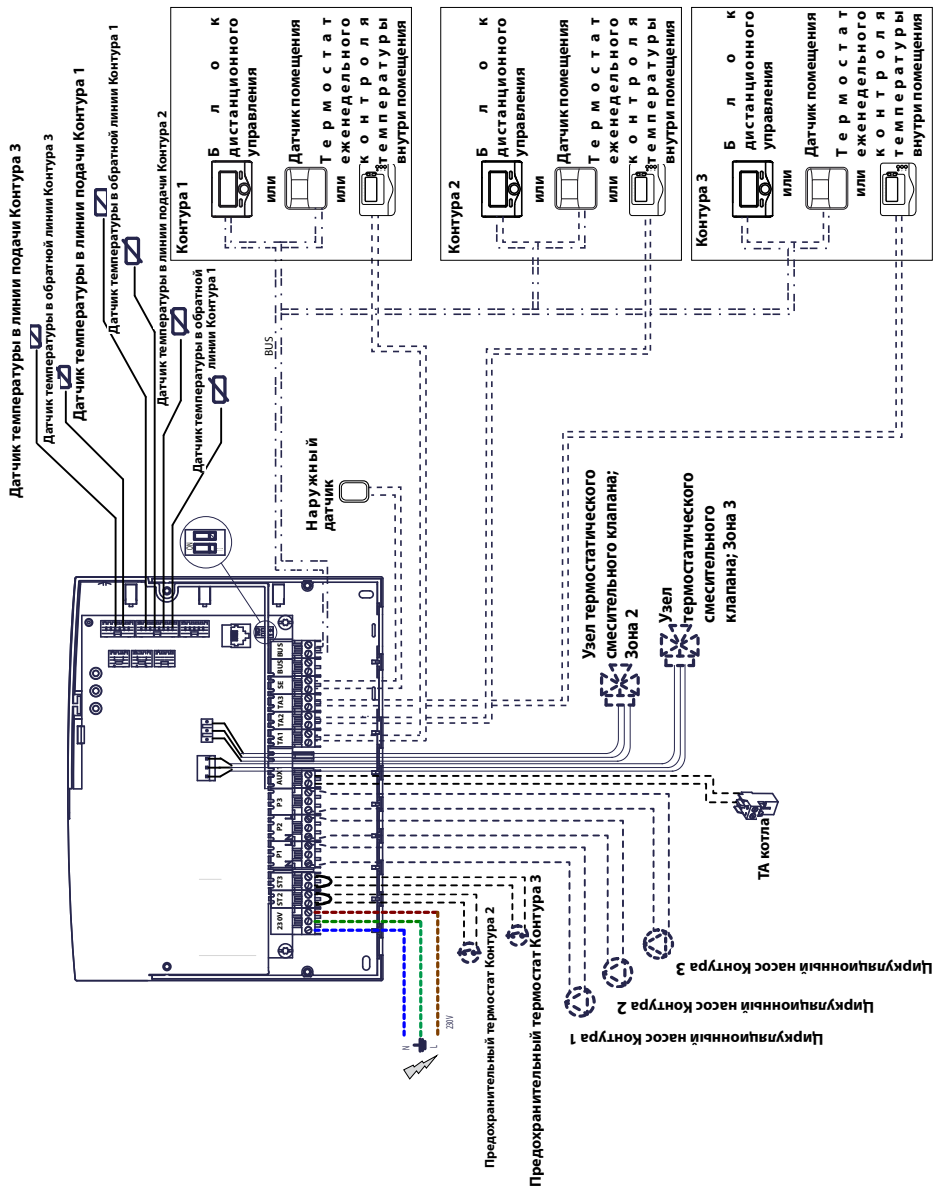 Датчик температуры в линии подачи Контура 3
Датчик температуры в обратной линии Контура 3
Датчик температуры в линии подачи Контура 1
Датчик температуры в обратной линии Контура 1
Датчик температуры в линии подачи Контура 2
Датчик температуры в обратной
линии Контура 1
Контура 1
Блок
дистанционного
управления
или
Датчик помещения
или
Термостат
еженедельного
контроля
температуры
внутри помещения
Контура 2
Блок
дистанционного
управления
или
Датчик помещения
или
Термостат
еженедельного
контроля
температуры
внутри помещения
Контура 3
Блок
дистанционного
управления
или
Датчик помещения
или
Термостат
еженедельного
контроля
температуры
внутри помещения
BUS
Наружный
датчик
ON
230V ST2 ST3 P1 P2 P3 AUX TA1 TA2 TA3 SE BUS BUS
Узел термостатического
смесительного клапана;
Зона 2
Узел
термостатического
смесительного
клапана; Зона 3
ТА котла
N
L
230V
Предохранительный термостат Контура 2
Предохранительный термостат Контура 3
Циркуляционный насос Контура 1
Циркуляционный насос Контура 2
Циркуляционный насос Контура 3